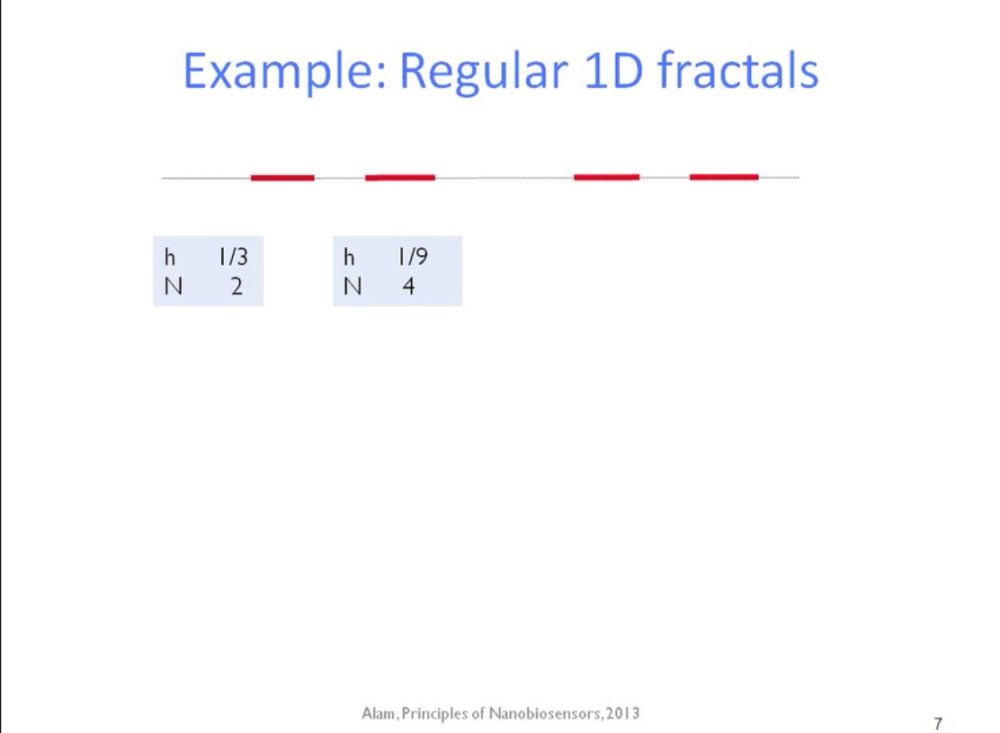 Example: Regular 1D fractals
h 1/3
N 2
h 1/9
N 4
Alam, Principles of Nanobiosensors, 2013
7